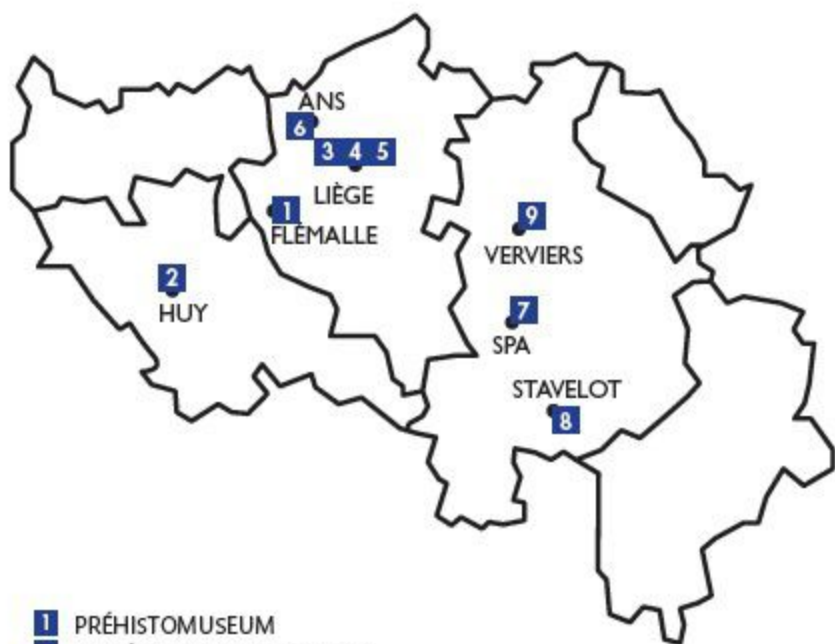 ANS
6
3 4 5
LIÈGE
1
FLÉMALLE
9
VERVIERS
2
HUY
7
SPA
STAVELOT
8
1 PRÉHISTOMUSEUM